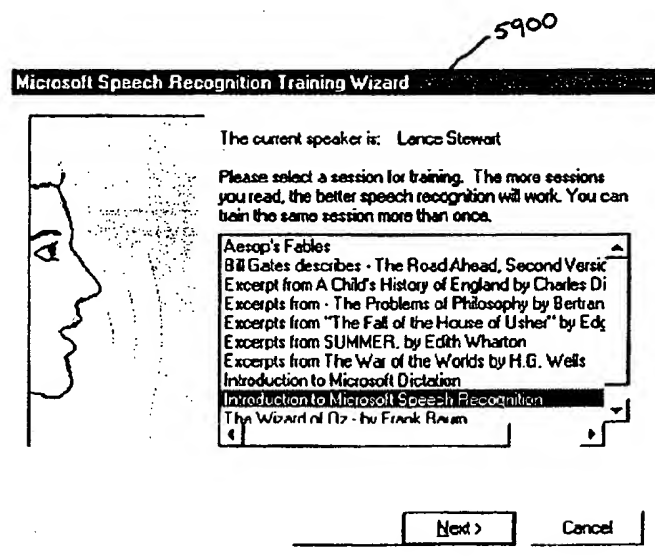 5900
Microsoft Speech Recognition Training Wizard
The current speaker is: Lance Stewart
Please select a session for training. The more sessions
you read, the better speech recognition will work. You can
train the same session more than once.
Aesop's Fables
Bill Gates describes - The Road Ahead, Second Versic
Excerpt from A Child's History of England by Charles Di
Excerpts from - The Problems of Philosophy by Bertran
Excerpts from "The Fall of the House of Usher" by Edg
Excerpts from SUMMER, by Edith Wharton
Excerpts from The War of the Worlds by H.G. Wells
Introduction to Microsoft Dictation
Introduction to Microsoft Speech Recognition
The Wizard of Oz - by Frank Baum
Next >
Cancel